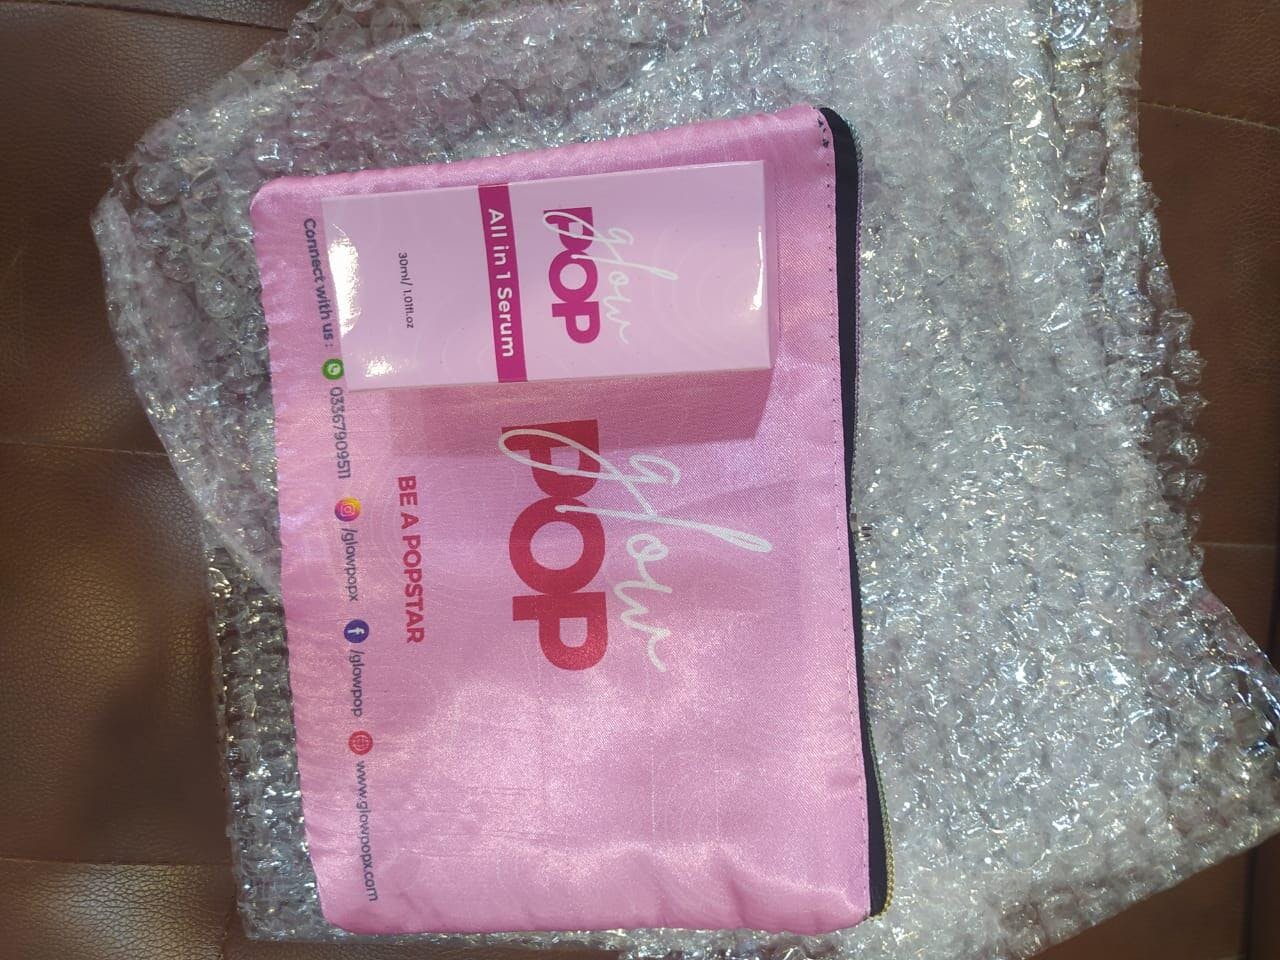 glow
POP
All in 1 Serum
30ml/ 1.01fl.oz
glow
POP
BE A POPSTAR
Connect with us : 03367909511 /glowpopx /glowpop www.glowpopx.com